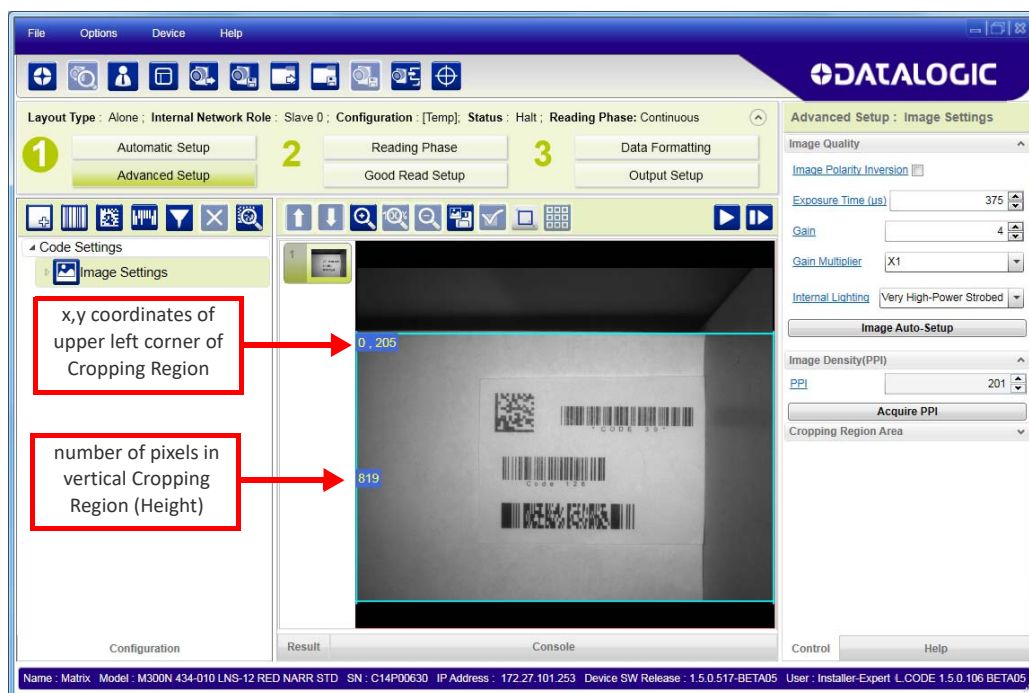 File Options Device Help
DATALOGIC
Layout Type : Alone ; Internal Network Role : Slave 0 ; Configuration : [Temp]; Status : Halt ; Reading Phase: Continuous
1 Automatic Setup 2 Reading Phase 3 Data Formatting
Advanced Setup Good Read Setup Output Setup
Code Settings
Image Settings
x,y coordinates of
upper left corner of
Cropping Region
number of pixels in
vertical Cropping
Region (Height)
Configuration
1
0 , 205
819
*CODE 39*
Code 128
Result Console
Advanced Setup : Image Settings
Image Quality
Image Polarity Inversion
Exposure Time (µs) 375
Gain 4
Gain Multiplier X1
Internal Lighting Very High-Power Strobed
Image Auto-Setup
Image Density(PPI)
PPI 201
Acquire PPI
Cropping Region Area
Control Help
Name : Matrix Model : M300N 434-010 LNS-12 RED NARR STD SN : C14P00630 IP Address : 172.27.101.253 Device SW Release : 1.5.0.517-BETA05 User : Installer-Expert L.CODE 1.5.0.106 BETA05